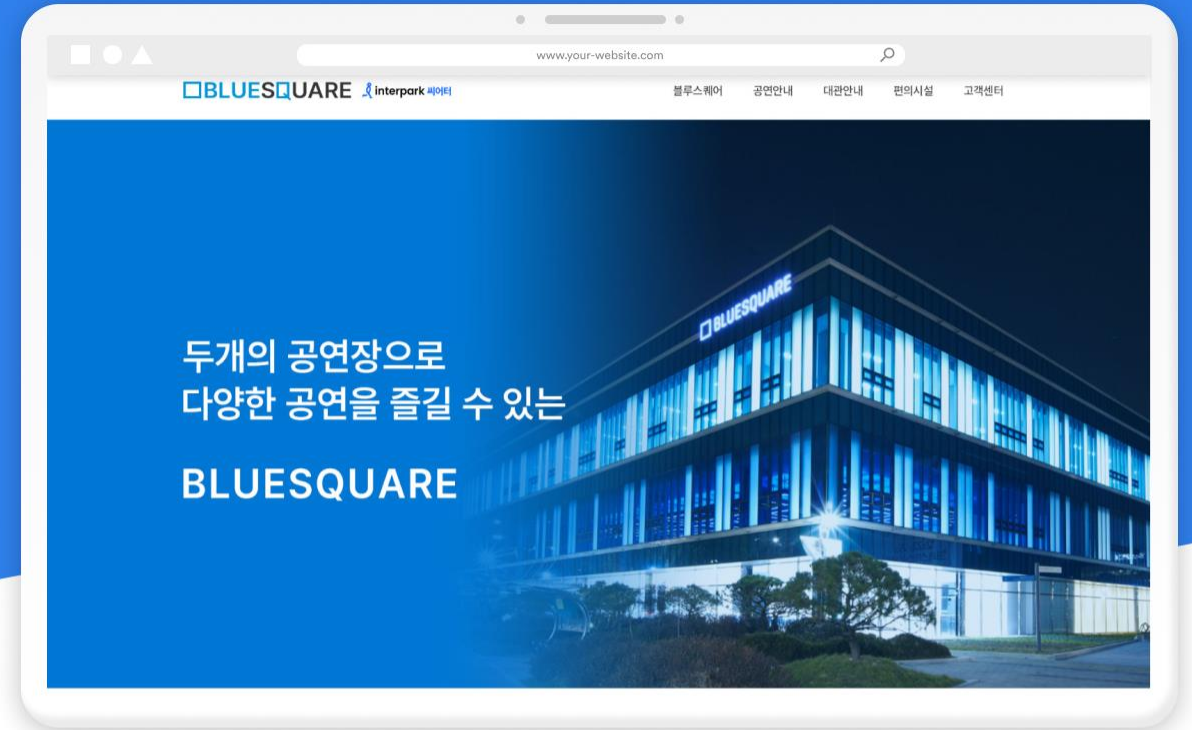 www.your-website.com
BLUESQUARE interpark 씨어터
블루스퀘어 공연안내 대관안내 편의시설 고객센터
BLUESQUARE
두개의 공연장으로
다양한 공연을 즐길 수 있는
BLUESQUARE